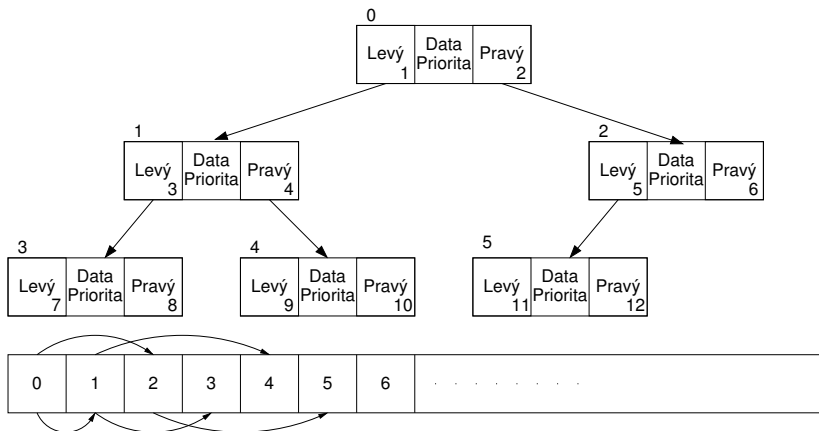 0
Levý 1 Data Priorita Pravý 2
1
Levý 3 Data Priorita Pravý 4
2
Levý 5 Data Priorita Pravý 6
3
Levý 7 Data Priorita Pravý 8
4
Levý 9 Data Priorita Pravý 10
5
Levý 11 Data Priorita Pravý 12
0 1 2 3 4 5 6 . . . . . . . .